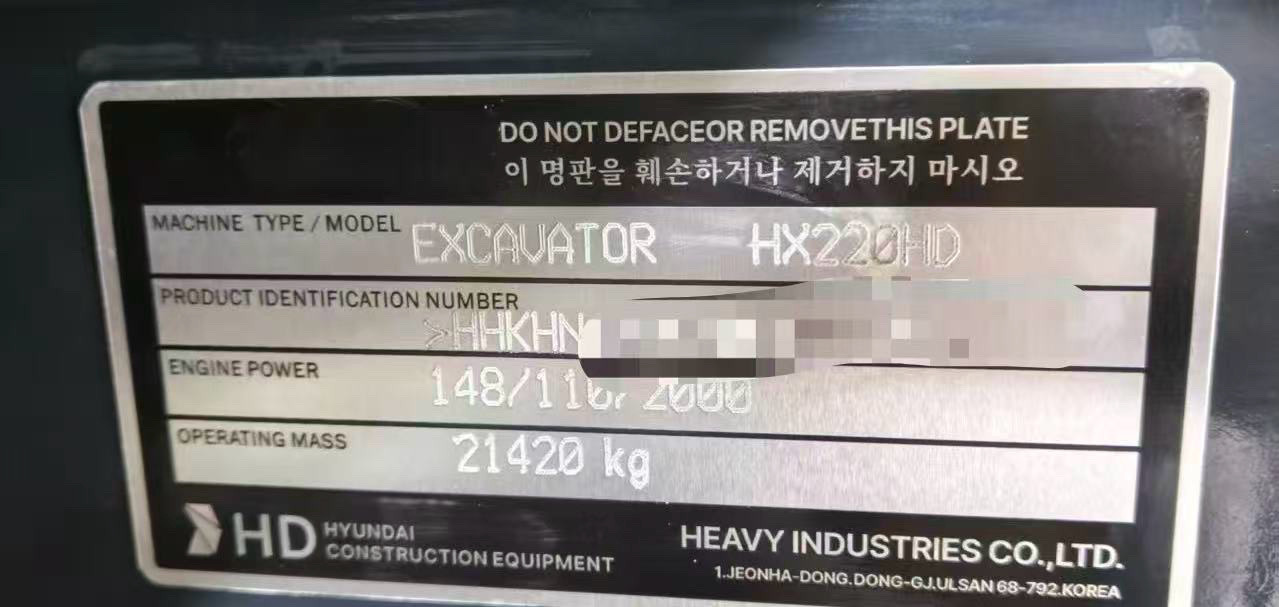 DO NOT DEFACEOR REMOVETHIS PLATE
이 명판을 훼손하거나 제거하지 마시오
MACHINE TYPE / MODEL EXCAVATOR HX220HD
PRODUCT IDENTIFICATION NUMBER
>HHKHN
ENGINE POWER 148/110/2000
OPERATING MASS 21420 kg
HD HYUNDAI
CONSTRUCTION EQUIPMENT
HEAVY INDUSTRIES CO.,LTD.
1.JEONHA-DONG.DONG-GJ.ULSAN 68-792.KOREA